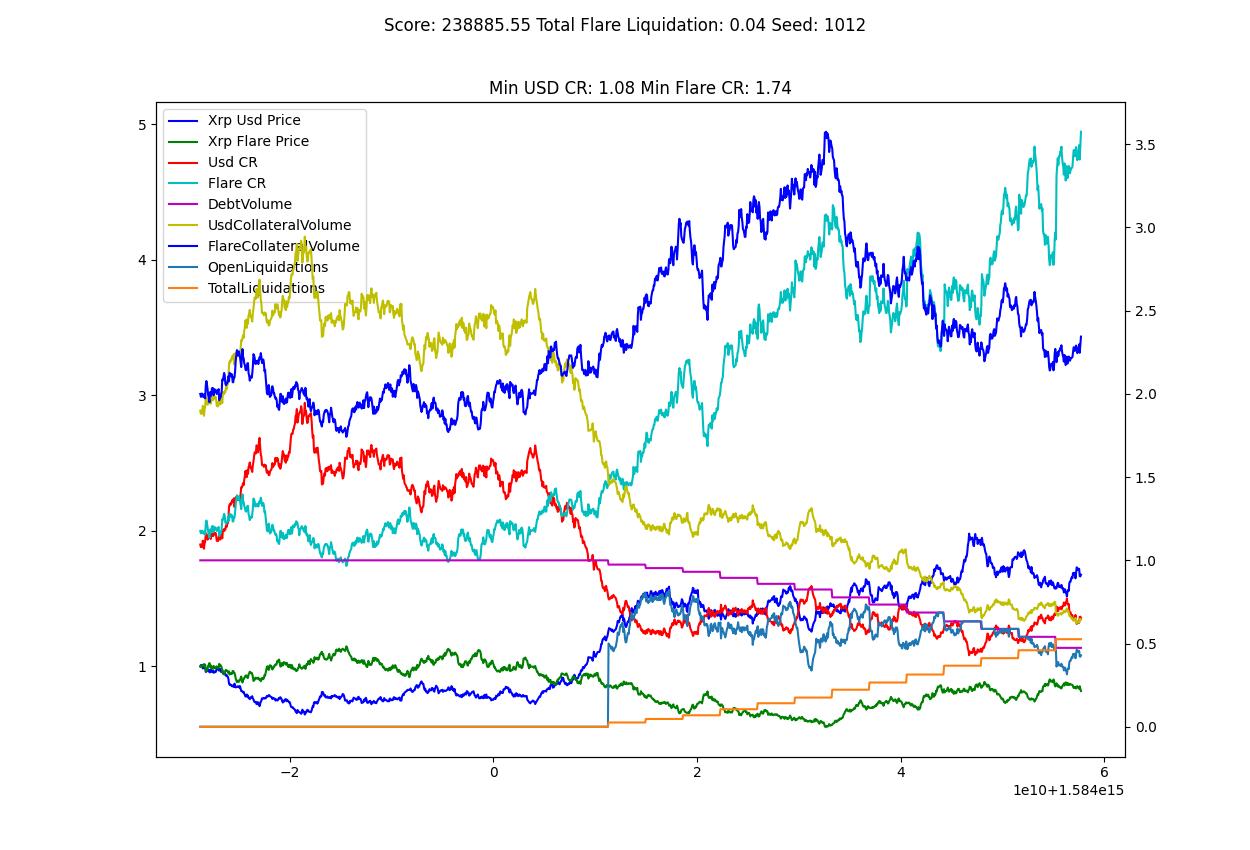 Score: 238885.55 Total Flare Liquidation: 0.04 Seed: 1012
Min USD CR: 1.08 Min Flare CR: 1.74
Xrp Usd Price
Xrp Flare Price
Usd CR
Flare CR
DebtVolume
UsdCollateralVolume
FlareCollateralVolume
OpenLiquidations
TotalLiquidations
5
4
3
2
1
3.5
3.0
2.5
2.0
1.5
1.0
0.5
0.0
−2 0 2 4 6
1e10+1.584e15